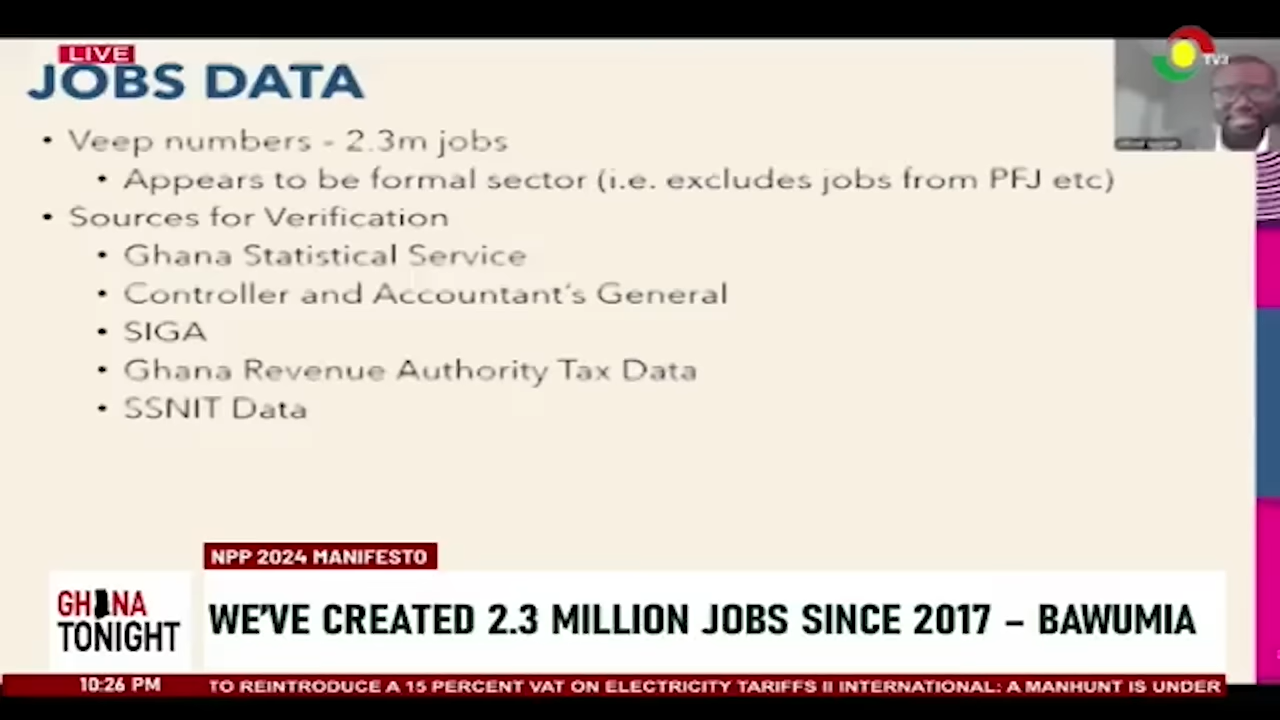 LIVE
TV3
JOBS DATA
• Veep numbers - 2.3m jobs
• Appears to be formal sector (i.e. excludes jobs from PFJ etc)
• Sources for Verification
• Ghana Statistical Service
• Controller and Accountant's General
• SIGA
• Ghana Revenue Authority Tax Data
• SSNIT Data
NPP 2024 MANIFESTO
GHANA
TONIGHT
WE'VE CREATED 2.3 MILLION JOBS SINCE 2017 – BAWUMIA
10:26 PM
TO REINTRODUCE A 15 PERCENT VAT ON ELECTRICITY TARIFFS II INTERNATIONAL: A MANHUNT IS UNDER